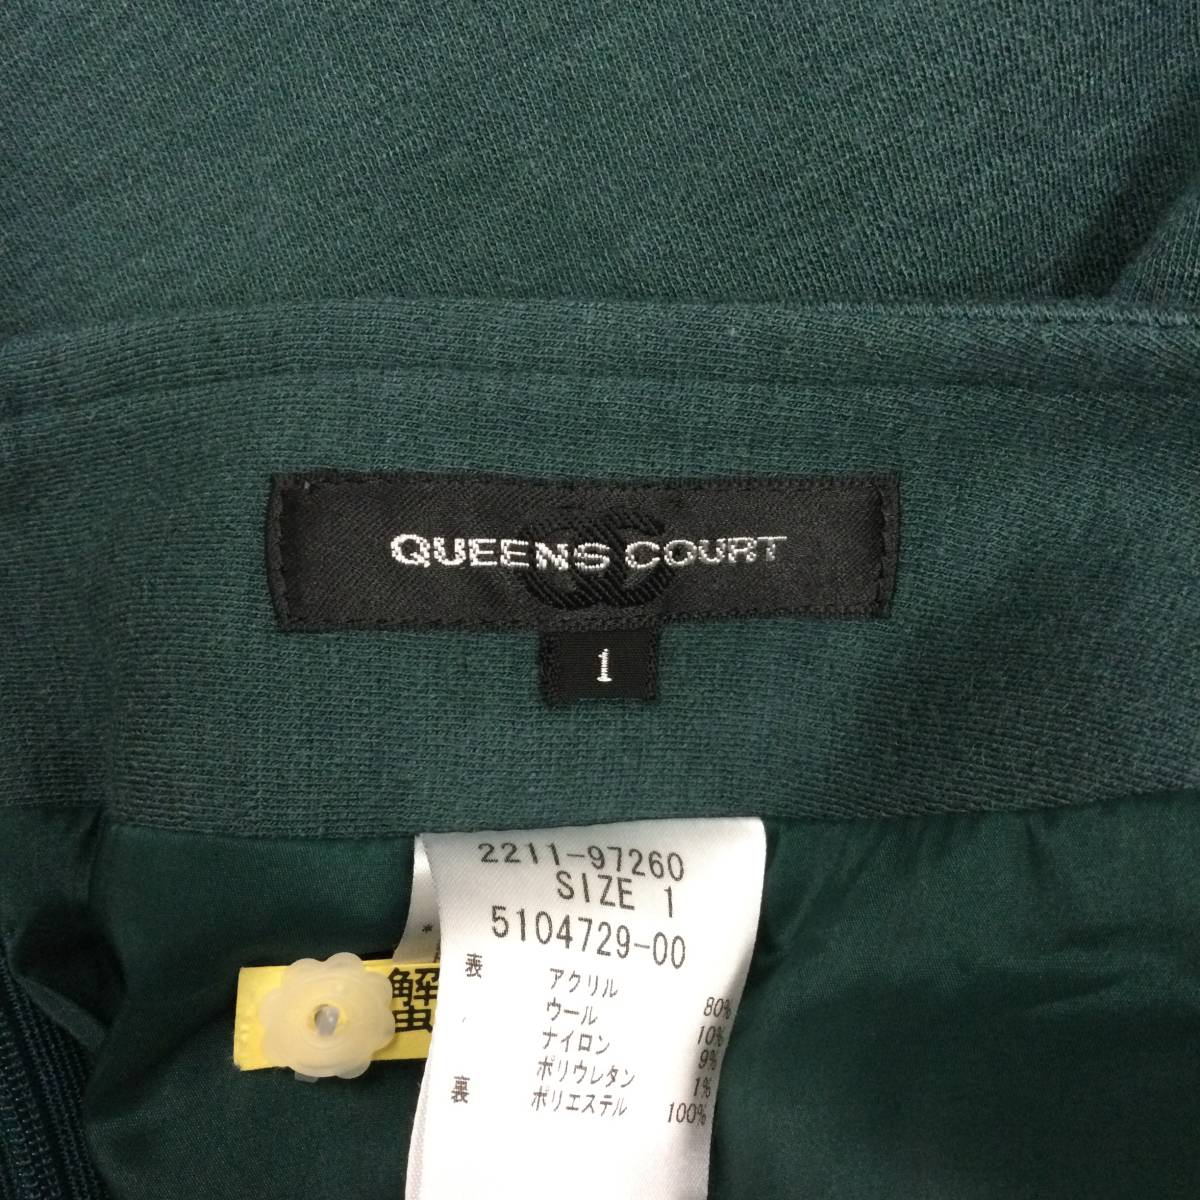 QUEENS COURT
1
2211-97260
SIZE 1
5104729-00
表 アクリル 80%
ウール 10%
ナイロン 9%
ポリウレタン 1%
裏 ポリエステル 100%
蟹
*